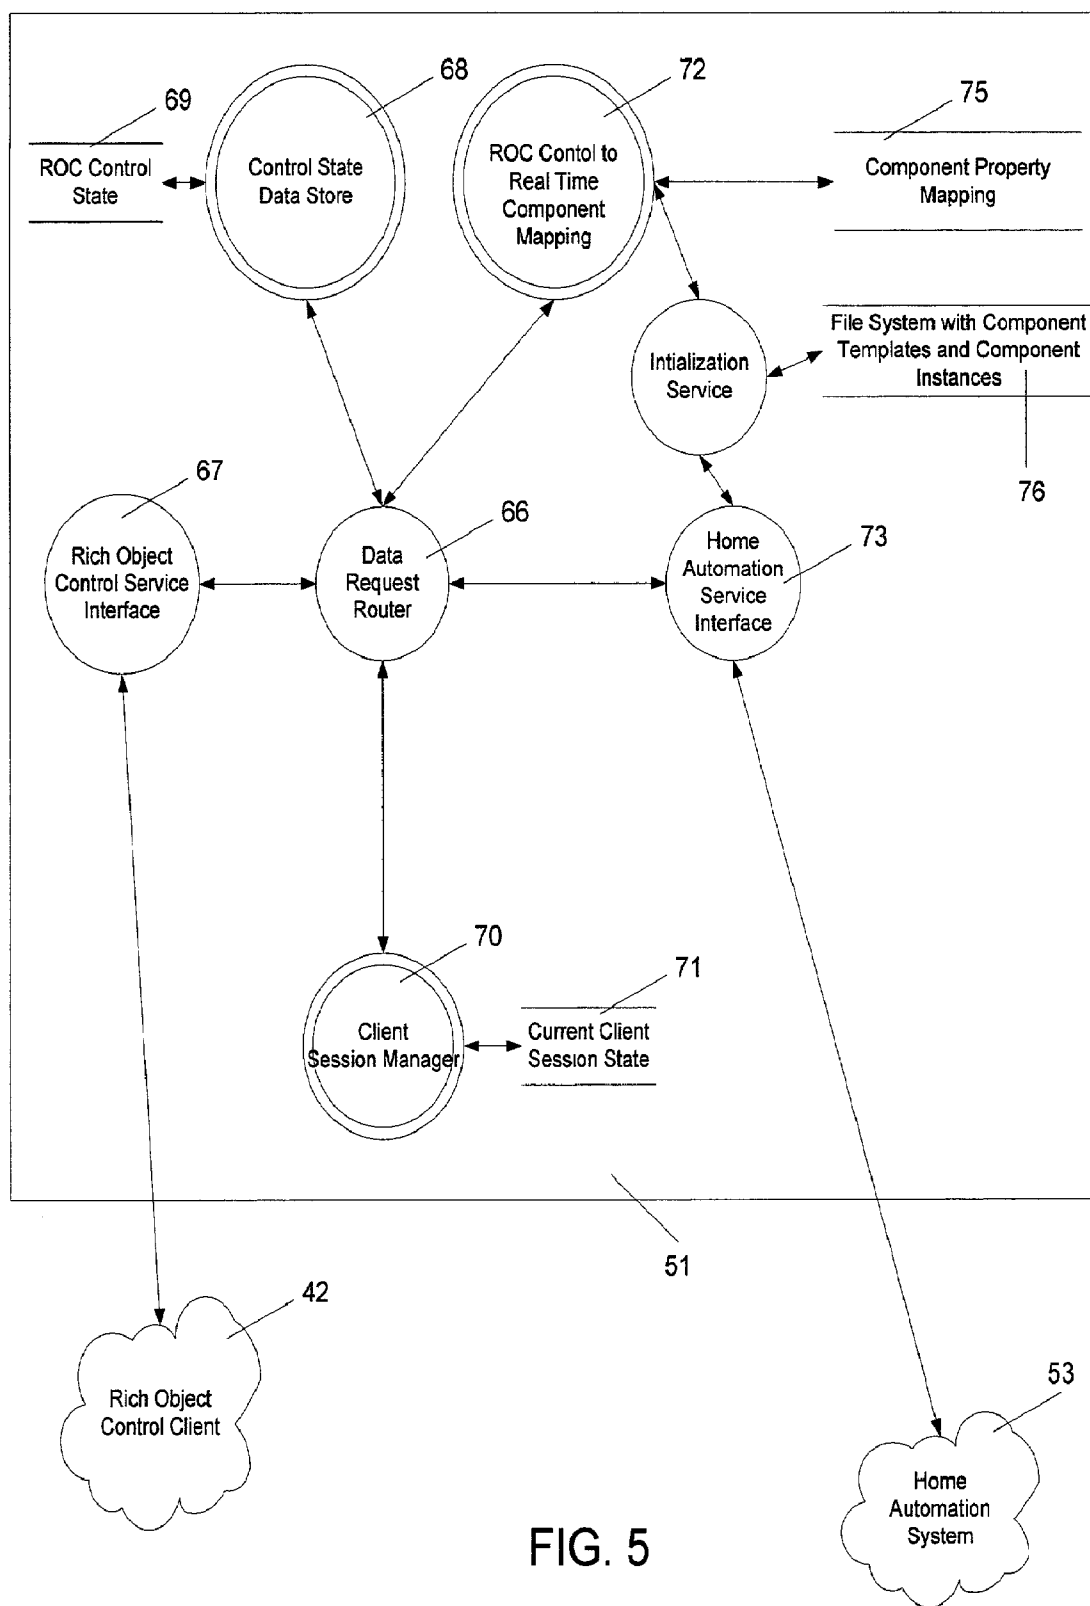 68
72
69
75
ROC Control
State
Control State
Data Store
ROC Contol to
Real Time
Component
Mapping
Component Property
Mapping
File System with Component
Templates and Component
Instances
Intialization
Service
76
67
66
73
Rich Object
Control Service
Interface
Data
Request
Router
Home
Automation
Service
Interface
70
71
Client
Session Manager
Current Client
Session State
51
42
Rich Object
Control Client
53
Home
Automation
System
FIG. 5